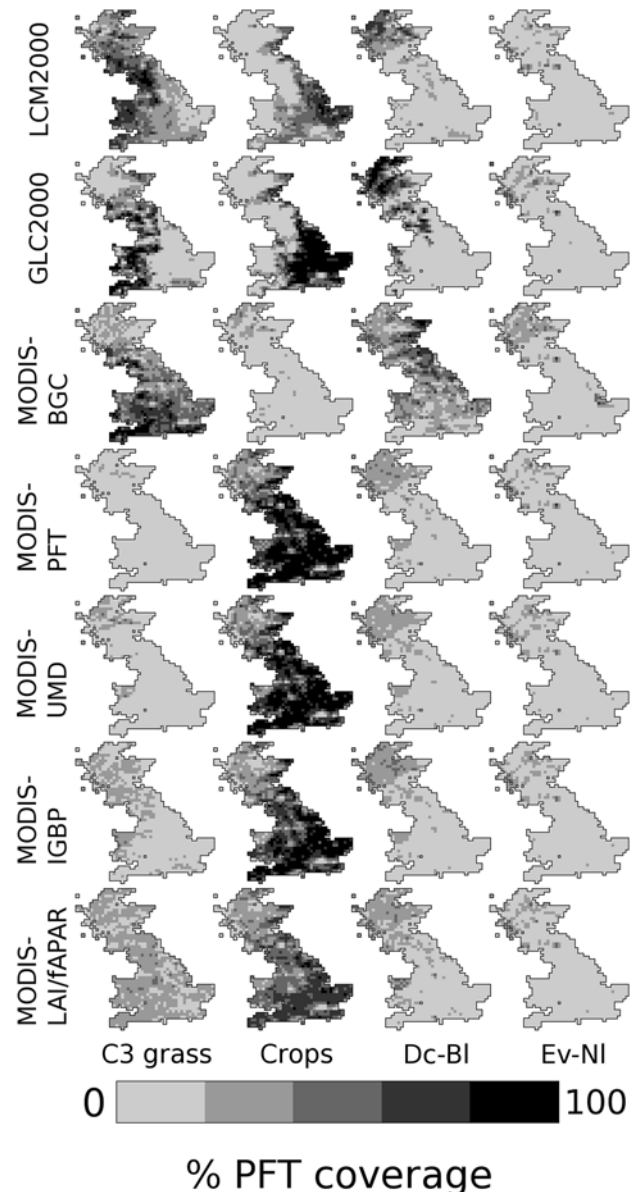 LCM2000
GLC2000
MODIS-
BGC
MODIS-
PFT
MODIS-
UMD
MODIS-
IGBP
MODIS-
LAI/fAPAR
C3 grass Crops Dc-Bl Ev-Nl
0 100
% PFT coverage